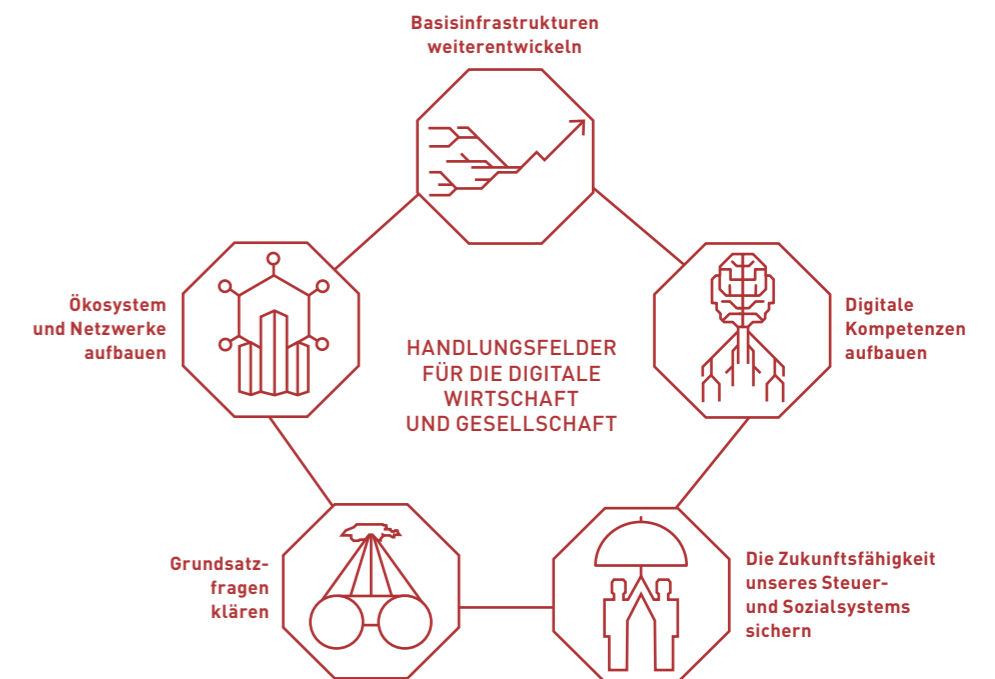 Basisinfrastrukturen
weiterentwickeln
Ökosystem
und Netzwerke
aufbauen
Digitale
Kompetenzen
aufbauen
HANDLUNGSFELDER
FÜR DIE DIGITALE
WIRTSCHAFT
UND GESELLSCHAFT
Grundsatz-
fragen
klären
Die Zukunftsfähigkeit
unseres Steuer-
und Sozialsystems
sichern